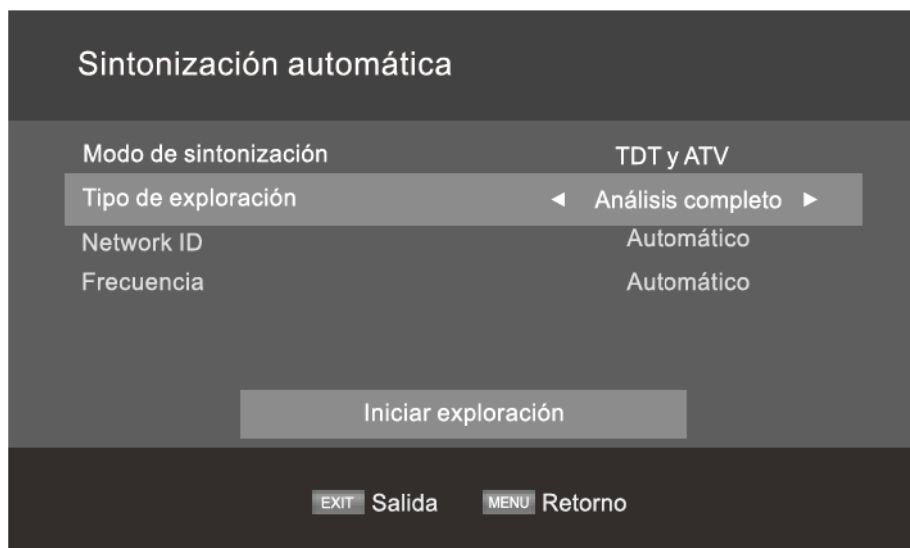 Sintonización automática
Modo de sintonización TDT y ATV
Tipo de exploración ◄ Análisis completo ►
Network ID Automático
Frecuencia Automático
Iniciar exploración
EXIT Salida MENU Retorno